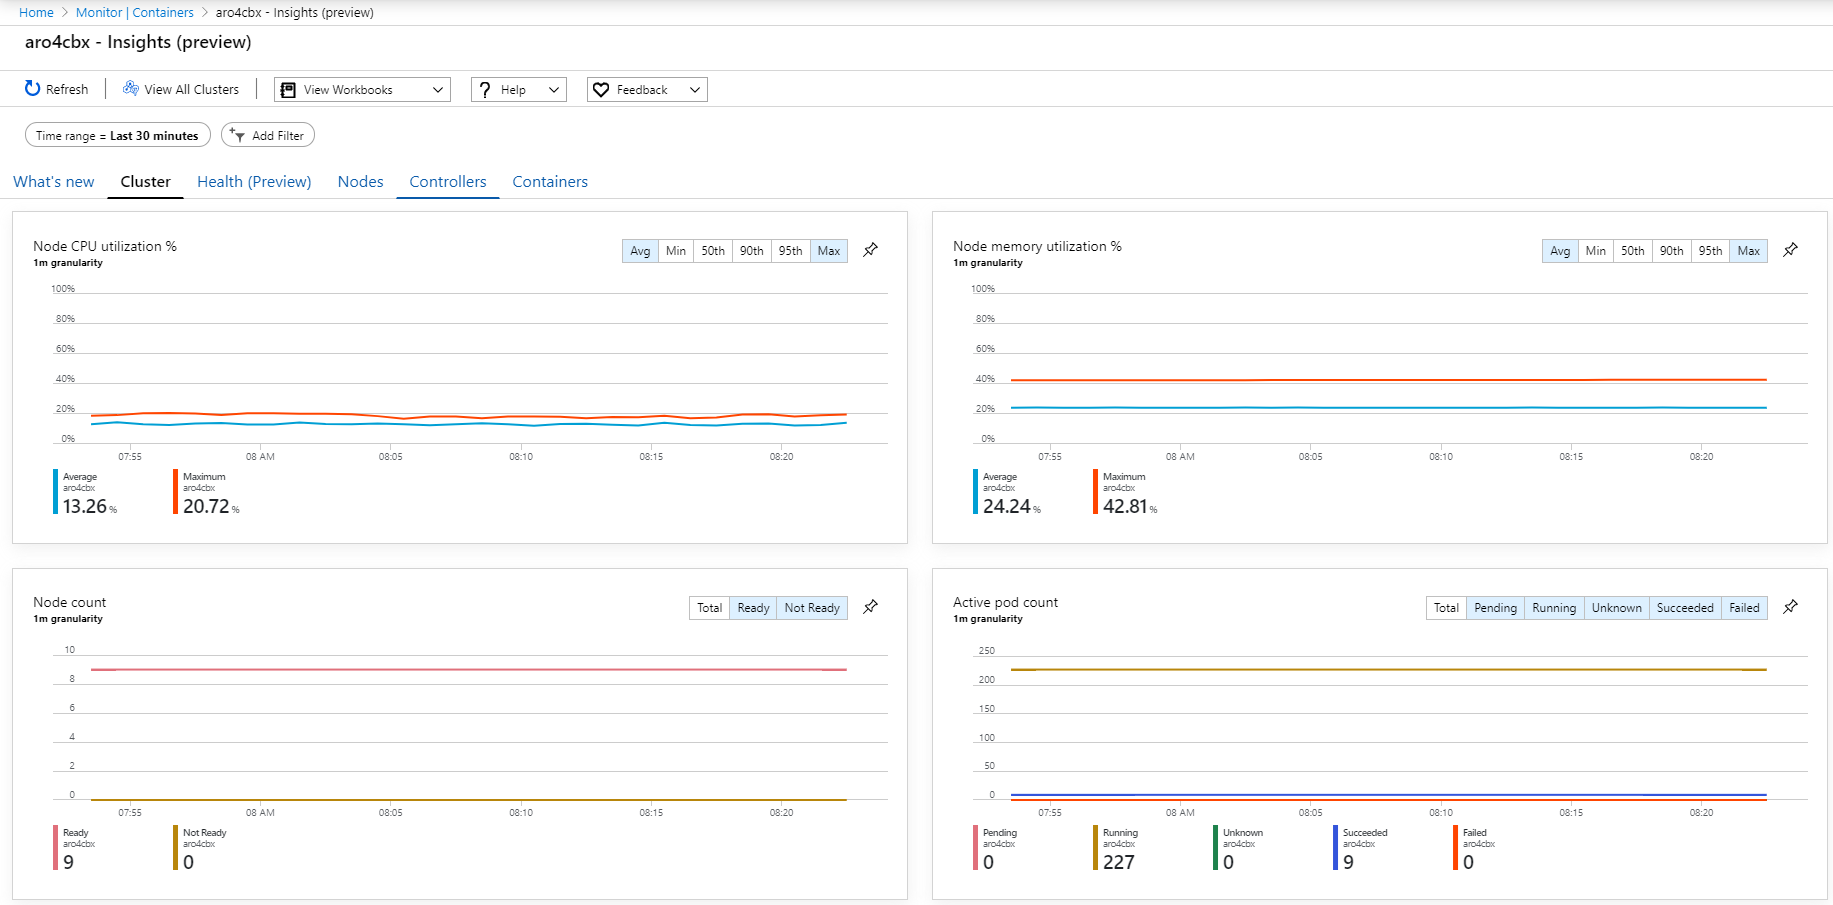 Home > Monitor | Containers > aro4cbx - Insights (preview)
aro4cbx - Insights (preview)
Refresh View All Clusters View Workbooks Help Feedback
Time range = Last 30 minutes Add Filter
What's new Cluster Health (Preview) Nodes Controllers Containers
Node CPU utilization %
1m granularity
Avg Min 50th 90th 95th Max
100%
80%
60%
40%
20%
0%
07:55 08 AM 08:05 08:10 08:15 08:20
Average
aro4cbx
13.26 %
Maximum
aro4cbx
20.72 %
Node memory utilization %
1m granularity
Avg Min 50th 90th 95th Max
100%
80%
60%
40%
20%
0%
07:55 08 AM 08:05 08:10 08:15 08:20
Average
aro4cbx
24.24 %
Maximum
aro4cbx
42.81 %
Node count
1m granularity
Total Ready Not Ready
10
8
6
4
2
0
07:55 08 AM 08:05 08:10 08:15 08:20
Ready
aro4cbx
9
Not Ready
aro4cbx
0
Active pod count
1m granularity
Total Pending Running Unknown Succeeded Failed
250
200
150
100
50
0
07:55 08 AM 08:05 08:10 08:15 08:20
Pending
aro4cbx
0
Running
aro4cbx
227
Unknown
aro4cbx
0
Succeeded
aro4cbx
9
Failed
aro4cbx
0